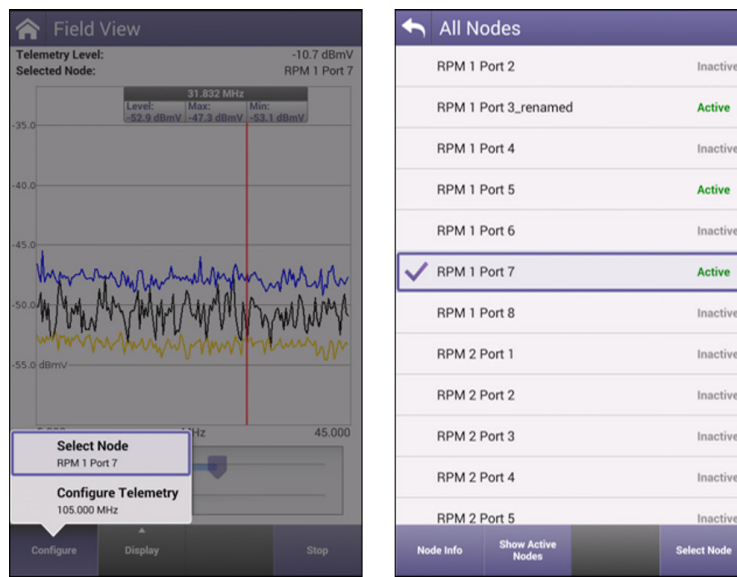 Field View
Telemetry Level: -10.7 dBmV
Selected Node: RPM 1 Port 7
31.832 MHz
Level: Max: Min:
-52.9 dBmV -47.3 dBmV -53.1 dBmV
-35.0
-40.0
-45.0
-50.0
-55.0 dBmV
45.000
Select Node
RPM 1 Port 7
Configure Telemetry
105.000 MHz
Configure
Display
Stop
All Nodes
RPM 1 Port 2 Inactive
RPM 1 Port 3_renamed Active
RPM 1 Port 4 Inactive
RPM 1 Port 5 Active
RPM 1 Port 6 Inactive
RPM 1 Port 7 Active
RPM 1 Port 8 Inactive
RPM 2 Port 1 Inactive
RPM 2 Port 2 Inactive
RPM 2 Port 3 Inactive
RPM 2 Port 4 Inactive
RPM 2 Port 5 Inactive
Node Info
Show Active
Nodes
Select Node